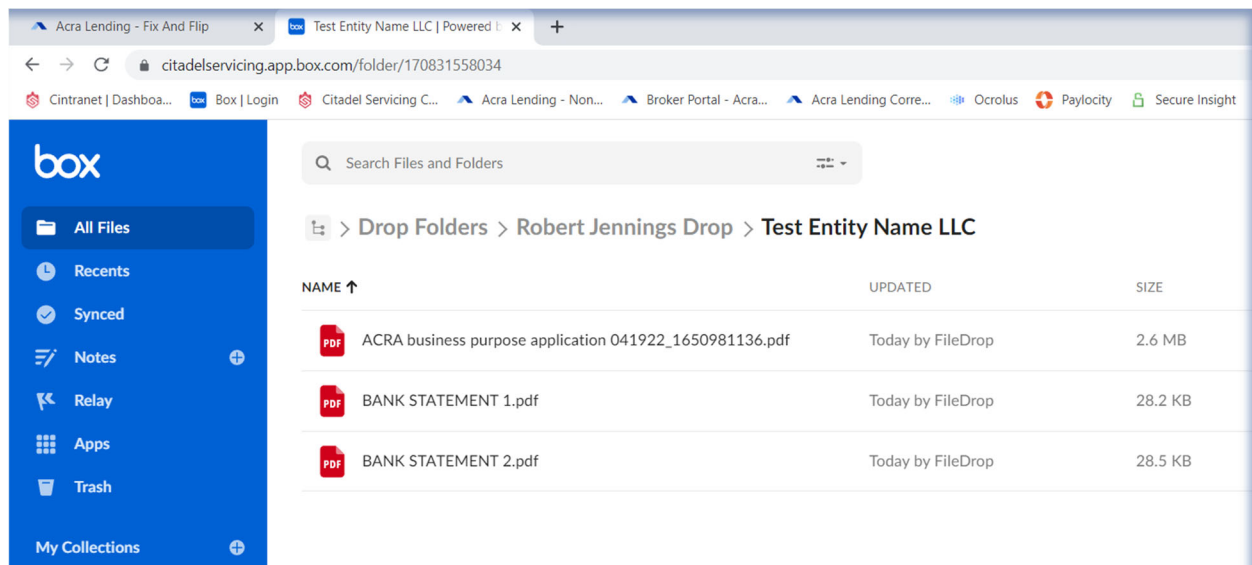 Acra Lending - Fix And Flip
box Test Entity Name LLC | Powered
citadelservicing.app.box.com/folder/170831558034
Cintranet | Dashboa... box Box | Login Citadel Servicing C... Acra Lending - Non... Broker Portal - Acra... Acra Lending Corre... Ocrolus Paylocity Secure Insight
box
All Files
Recents
Synced
Notes
Relay
Apps
Trash
My Collections
Search Files and Folders
> Drop Folders > Robert Jennings Drop > Test Entity Name LLC
NAME ↑ UPDATED SIZE
PDF ACRA business purpose application 041922_1650981136.pdf Today by FileDrop 2.6 MB
PDF BANK STATEMENT 1.pdf Today by FileDrop 28.2 KB
PDF BANK STATEMENT 2.pdf Today by FileDrop 28.5 KB